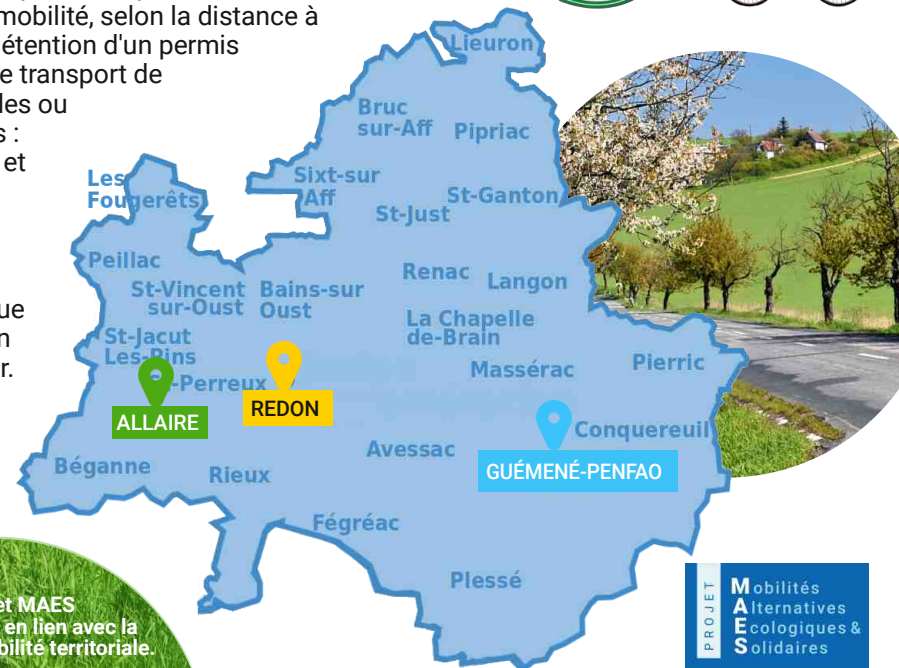 mobilité, selon la distance à
étention d'un permis
e transport de
les ou
s :
et
ue
n
r.
Lieuron
Bruc
sur-Aff
Pipriac
Les
Fougerêts
Sixt-sur
Aff
St-Ganton
St-Just
Peillac
Renac
Langon
St-Vincent
sur-Oust
Bains-sur
Oust
La Chapelle
de-Brain
St-Jacut
Les-Pins
Massérac
Pierric
-Perreux
ALLAIRE
REDON
Conquereuil
Avessac
GUÉMENÉ-PENFAO
Béganne
Rieux
Fégréac
Plessé
et MAES
en lien avec la
bilité territoriale.
PROJET
Mobilités
Alternatives
Ecologiques &
Solidaires